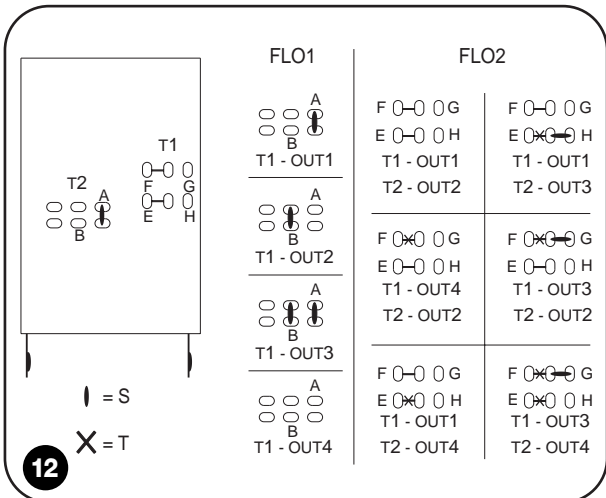 FLO1
FLO2
T1
F
G
E
H
T2
A
B
= S
= T
12
A
B
T1 - OUT1
A
B
T1 - OUT2
A
B
T1 - OUT3
A
B
T1 - OUT4
F G
E H
T1 - OUT1
T2 - OUT2
F G
E H
T1 - OUT1
T2 - OUT3
F G
E H
T1 - OUT4
T2 - OUT2
F G
E H
T1 - OUT3
T2 - OUT2
F G
E H
T1 - OUT1
T2 - OUT4
F G
E H
T1 - OUT3
T2 - OUT4